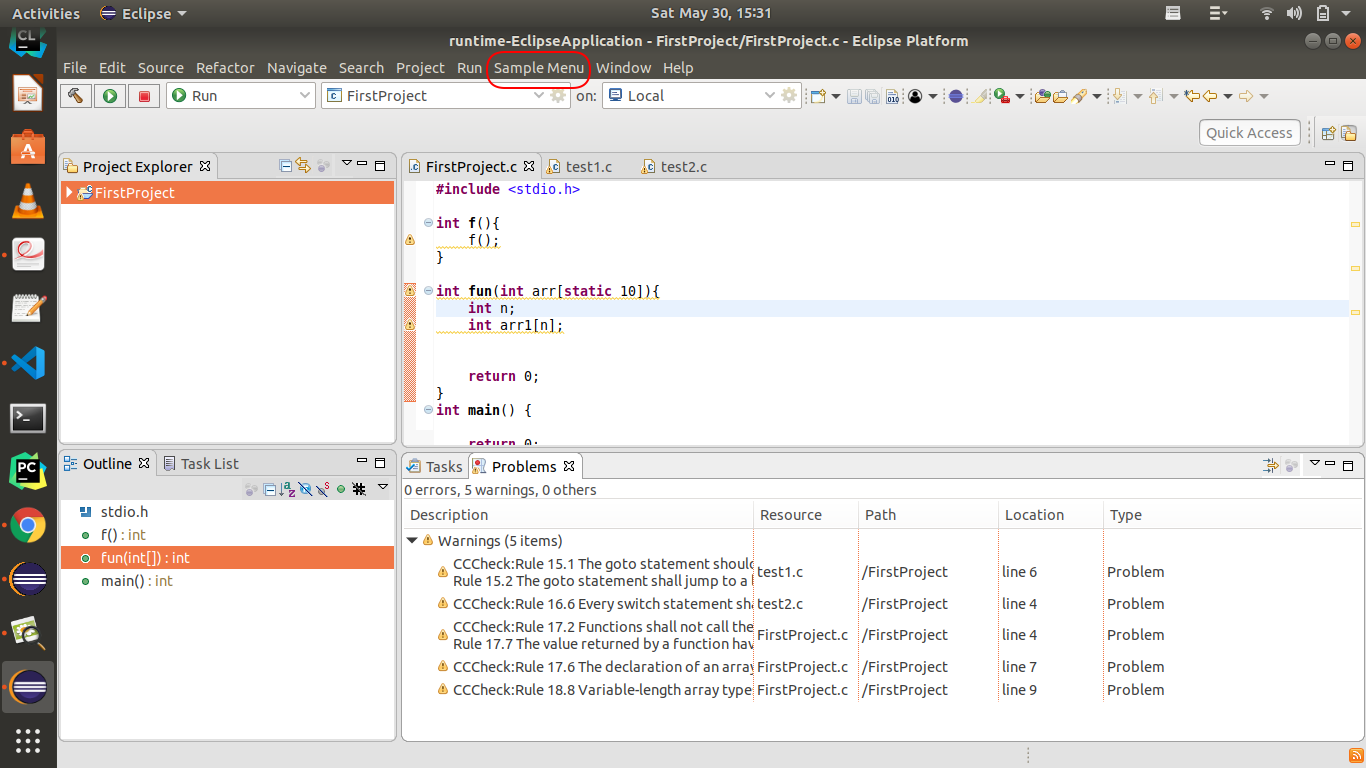 Activities Eclipse Sat May 30, 15:31
CL
runtime-EclipseApplication - FirstProject/FirstProject.c - Eclipse Platform
File Edit Source Refactor Navigate Search Project Run Sample Menu Window Help
Run FirstProject on: Local
Quick Access
Project Explorer
FirstProject
FirstProject.c test1.c test2.c
#include <stdio.h>
int f(){
f();
}
int fun(int arr[static 10]){
int n;
int arr1[n];
return 0;
}
int main() {
return 0;
PC
Outline Task List
stdio.h
f() : int
fun(int[]) : int
main() : int
Tasks Problems
0 errors, 5 warnings, 0 others
Description Resource Path Location Type
Warnings (5 items)
CCCheck:Rule 15.1 The goto statement shoul
Rule 15.2 The goto statement shall jump to a test1.c /FirstProject line 6 Problem
CCCheck:Rule 16.6 Every switch statement sha test2.c /FirstProject line 4 Problem
CCCheck:Rule 17.2 Functions shall not call the
Rule 17.7 The value returned by a function hav FirstProject.c /FirstProject line 4 Problem
CCCheck:Rule 17.6 The declaration of an array FirstProject.c /FirstProject line 7 Problem
CCCheck:Rule 18.8 Variable-length array type FirstProject.c /FirstProject line 9 Problem